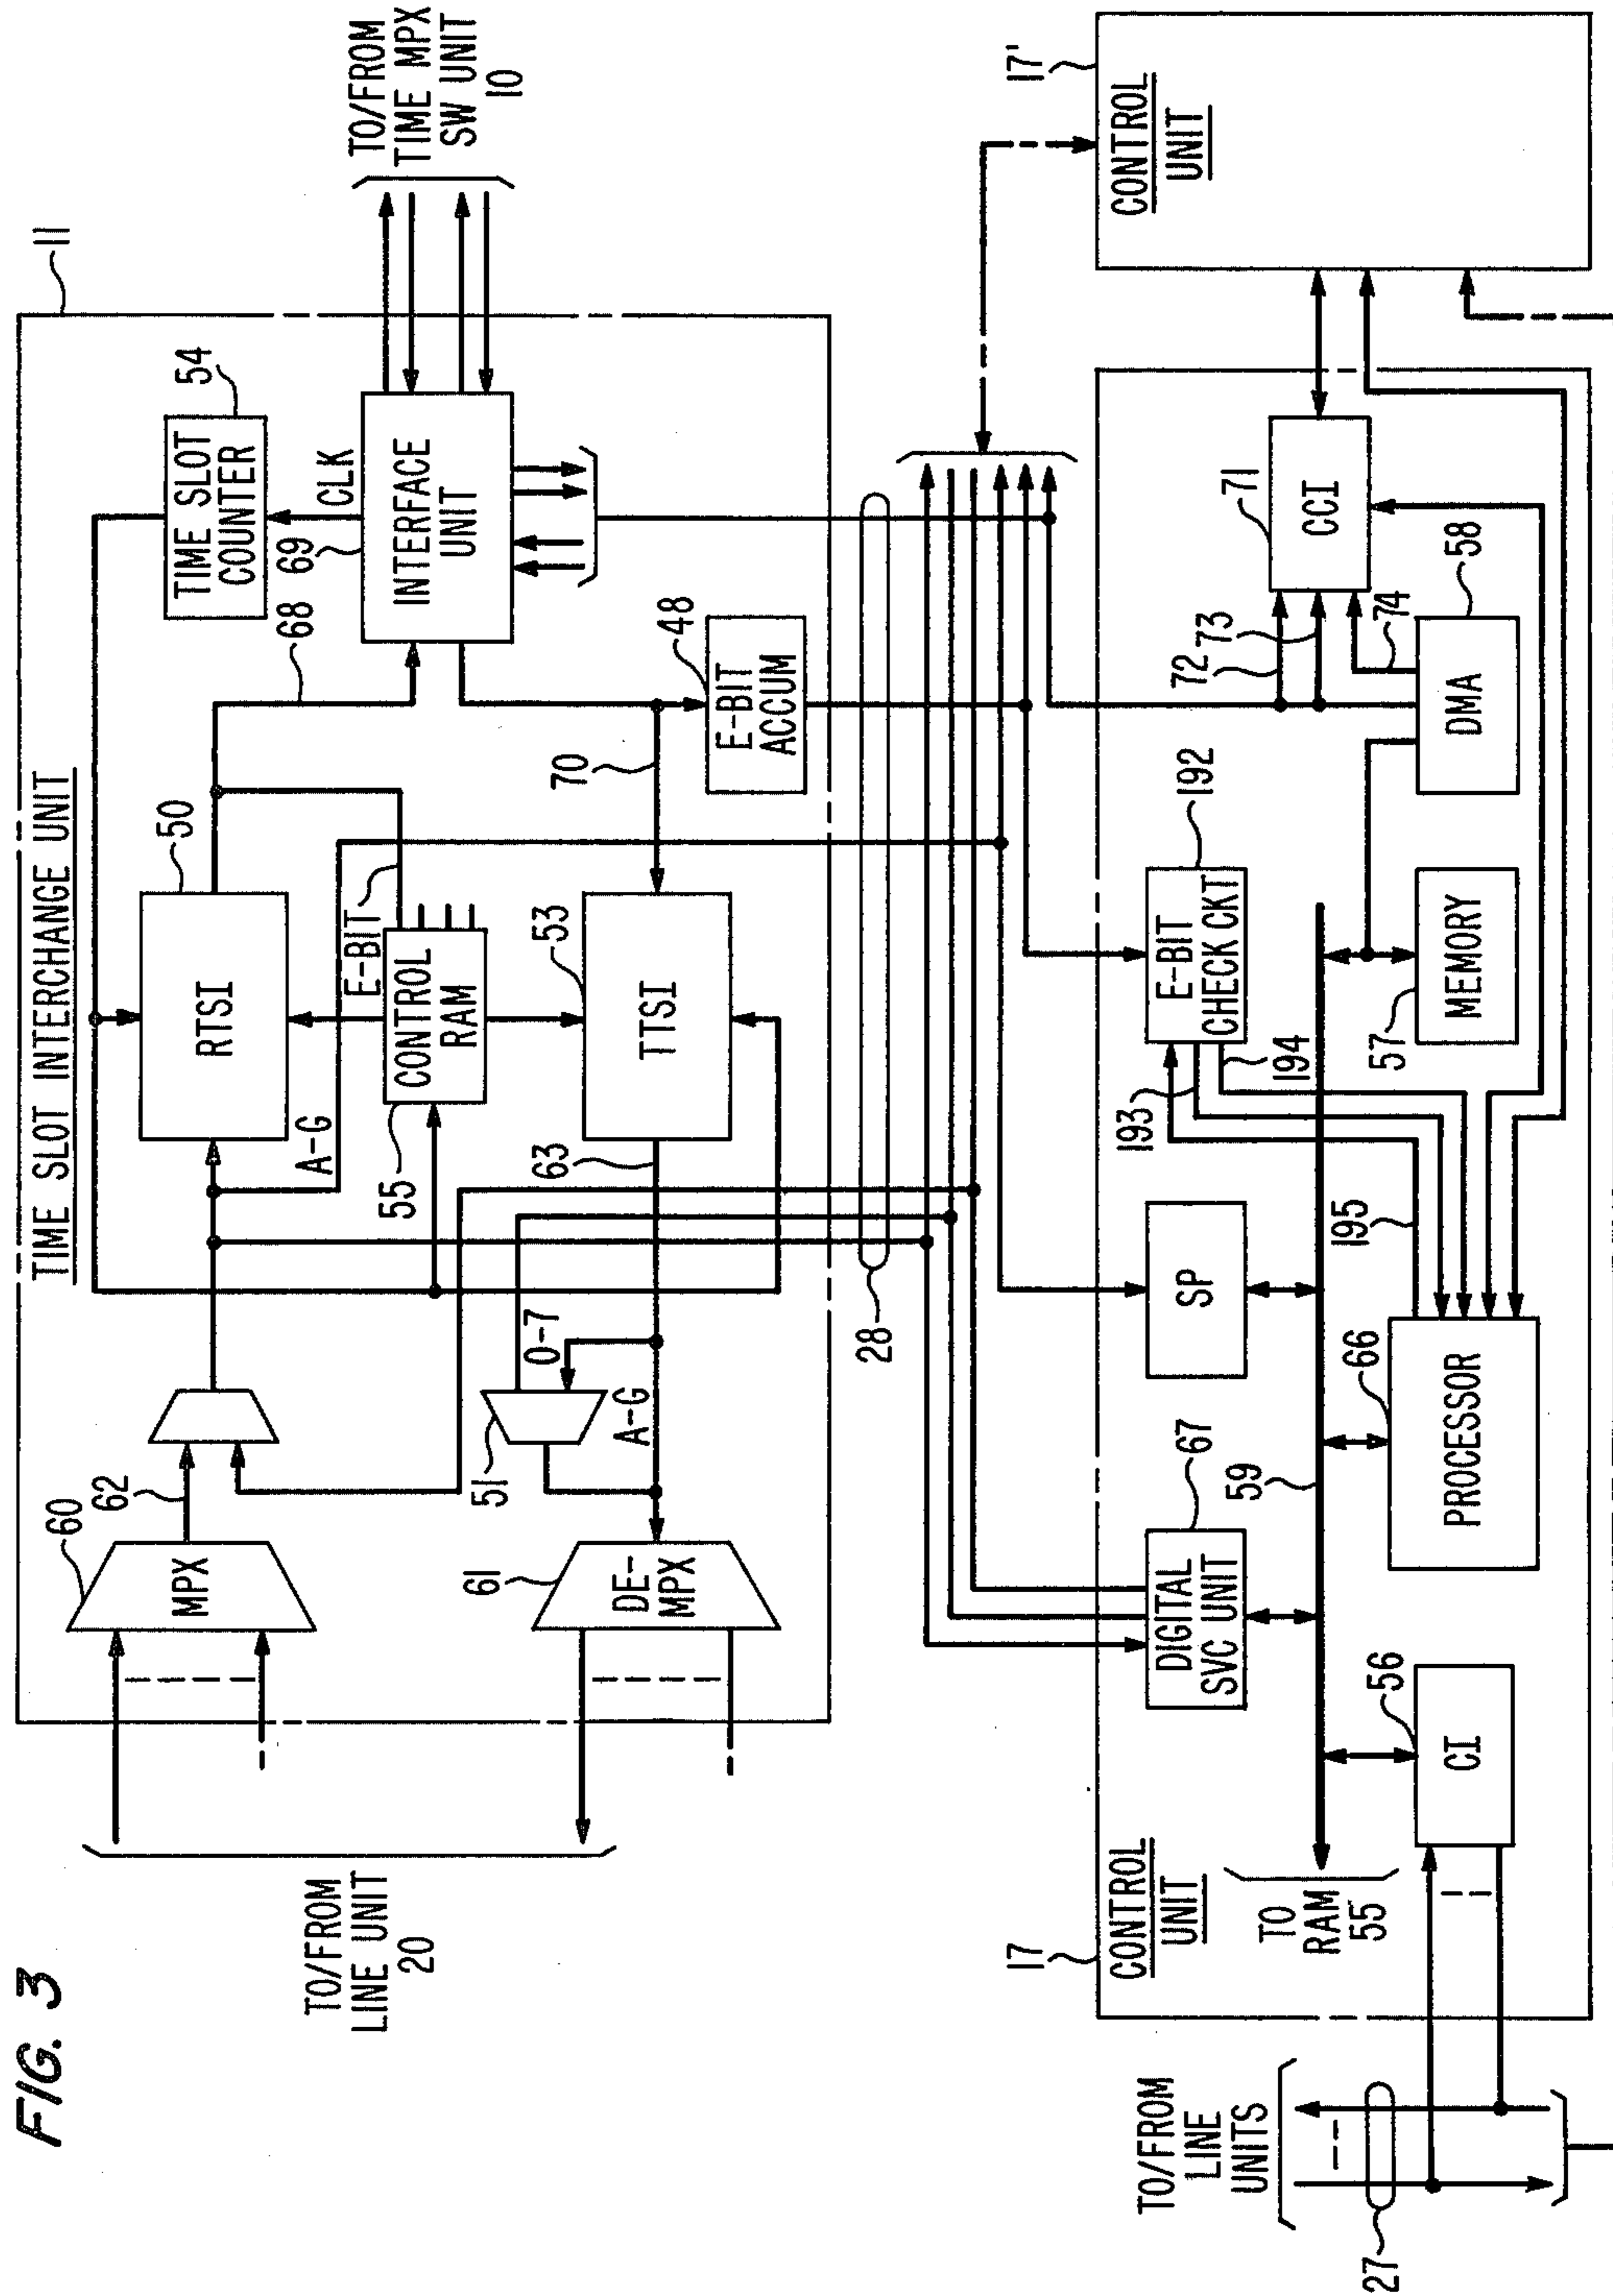 FIG. 3
TIME SLOT INTERCHANGE UNIT
11
TO/FROM
LINE UNIT
20
60
MPX
62
61
DE-
MPX
51
A-G
0-7
63
A-G
RTSI
50
55
CONTROL
RAM
E-BIT
TTSI
53
68
70
TIME SLOT
COUNTER
54
CLK
69
INTERFACE
UNIT
E-BIT
ACCUM
48
TO/FROM
TIME MPX
SW UNIT
10
28
17
CONTROL
UNIT
TO
RAM
55
TO/FROM
LINE
UNITS
27
CI
56
DIGITAL
SVC UNIT
67
59
PROCESSOR
66
SP
195
193
194
E-BIT
CHECK CKT
192
MEMORY
57
DMA
58
72
73
74
CCI
71
CONTROL
UNIT
17'